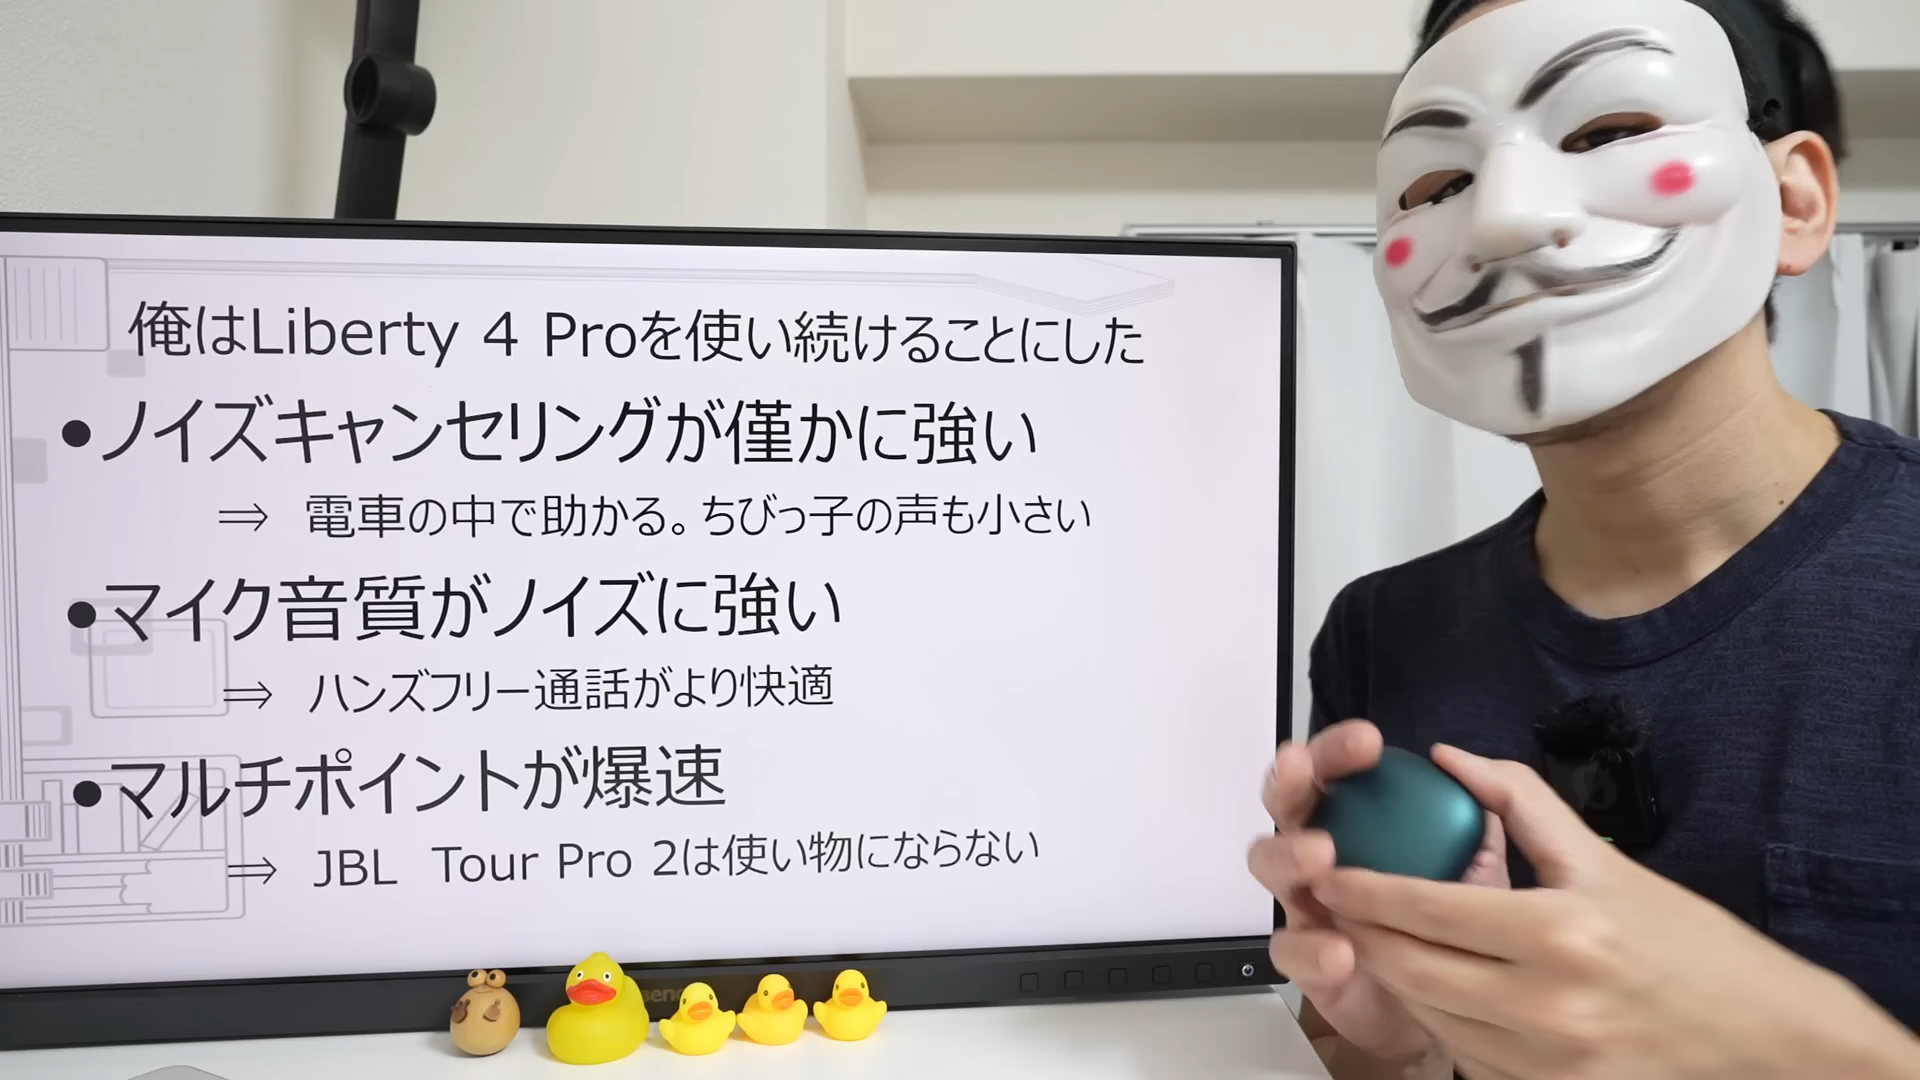 俺はLiberty 4 Proを使い続けることにした
•ノイズキャンセリングが僅かに強い
⇒ 電車の中で助かる。ちびっ子の声も小さい
•マイク音質がノイズに強い
⇒ ハンズフリー通話がより快適
•マルチポイントが爆速
⇒ JBL Tour Pro 2は使い物にならない